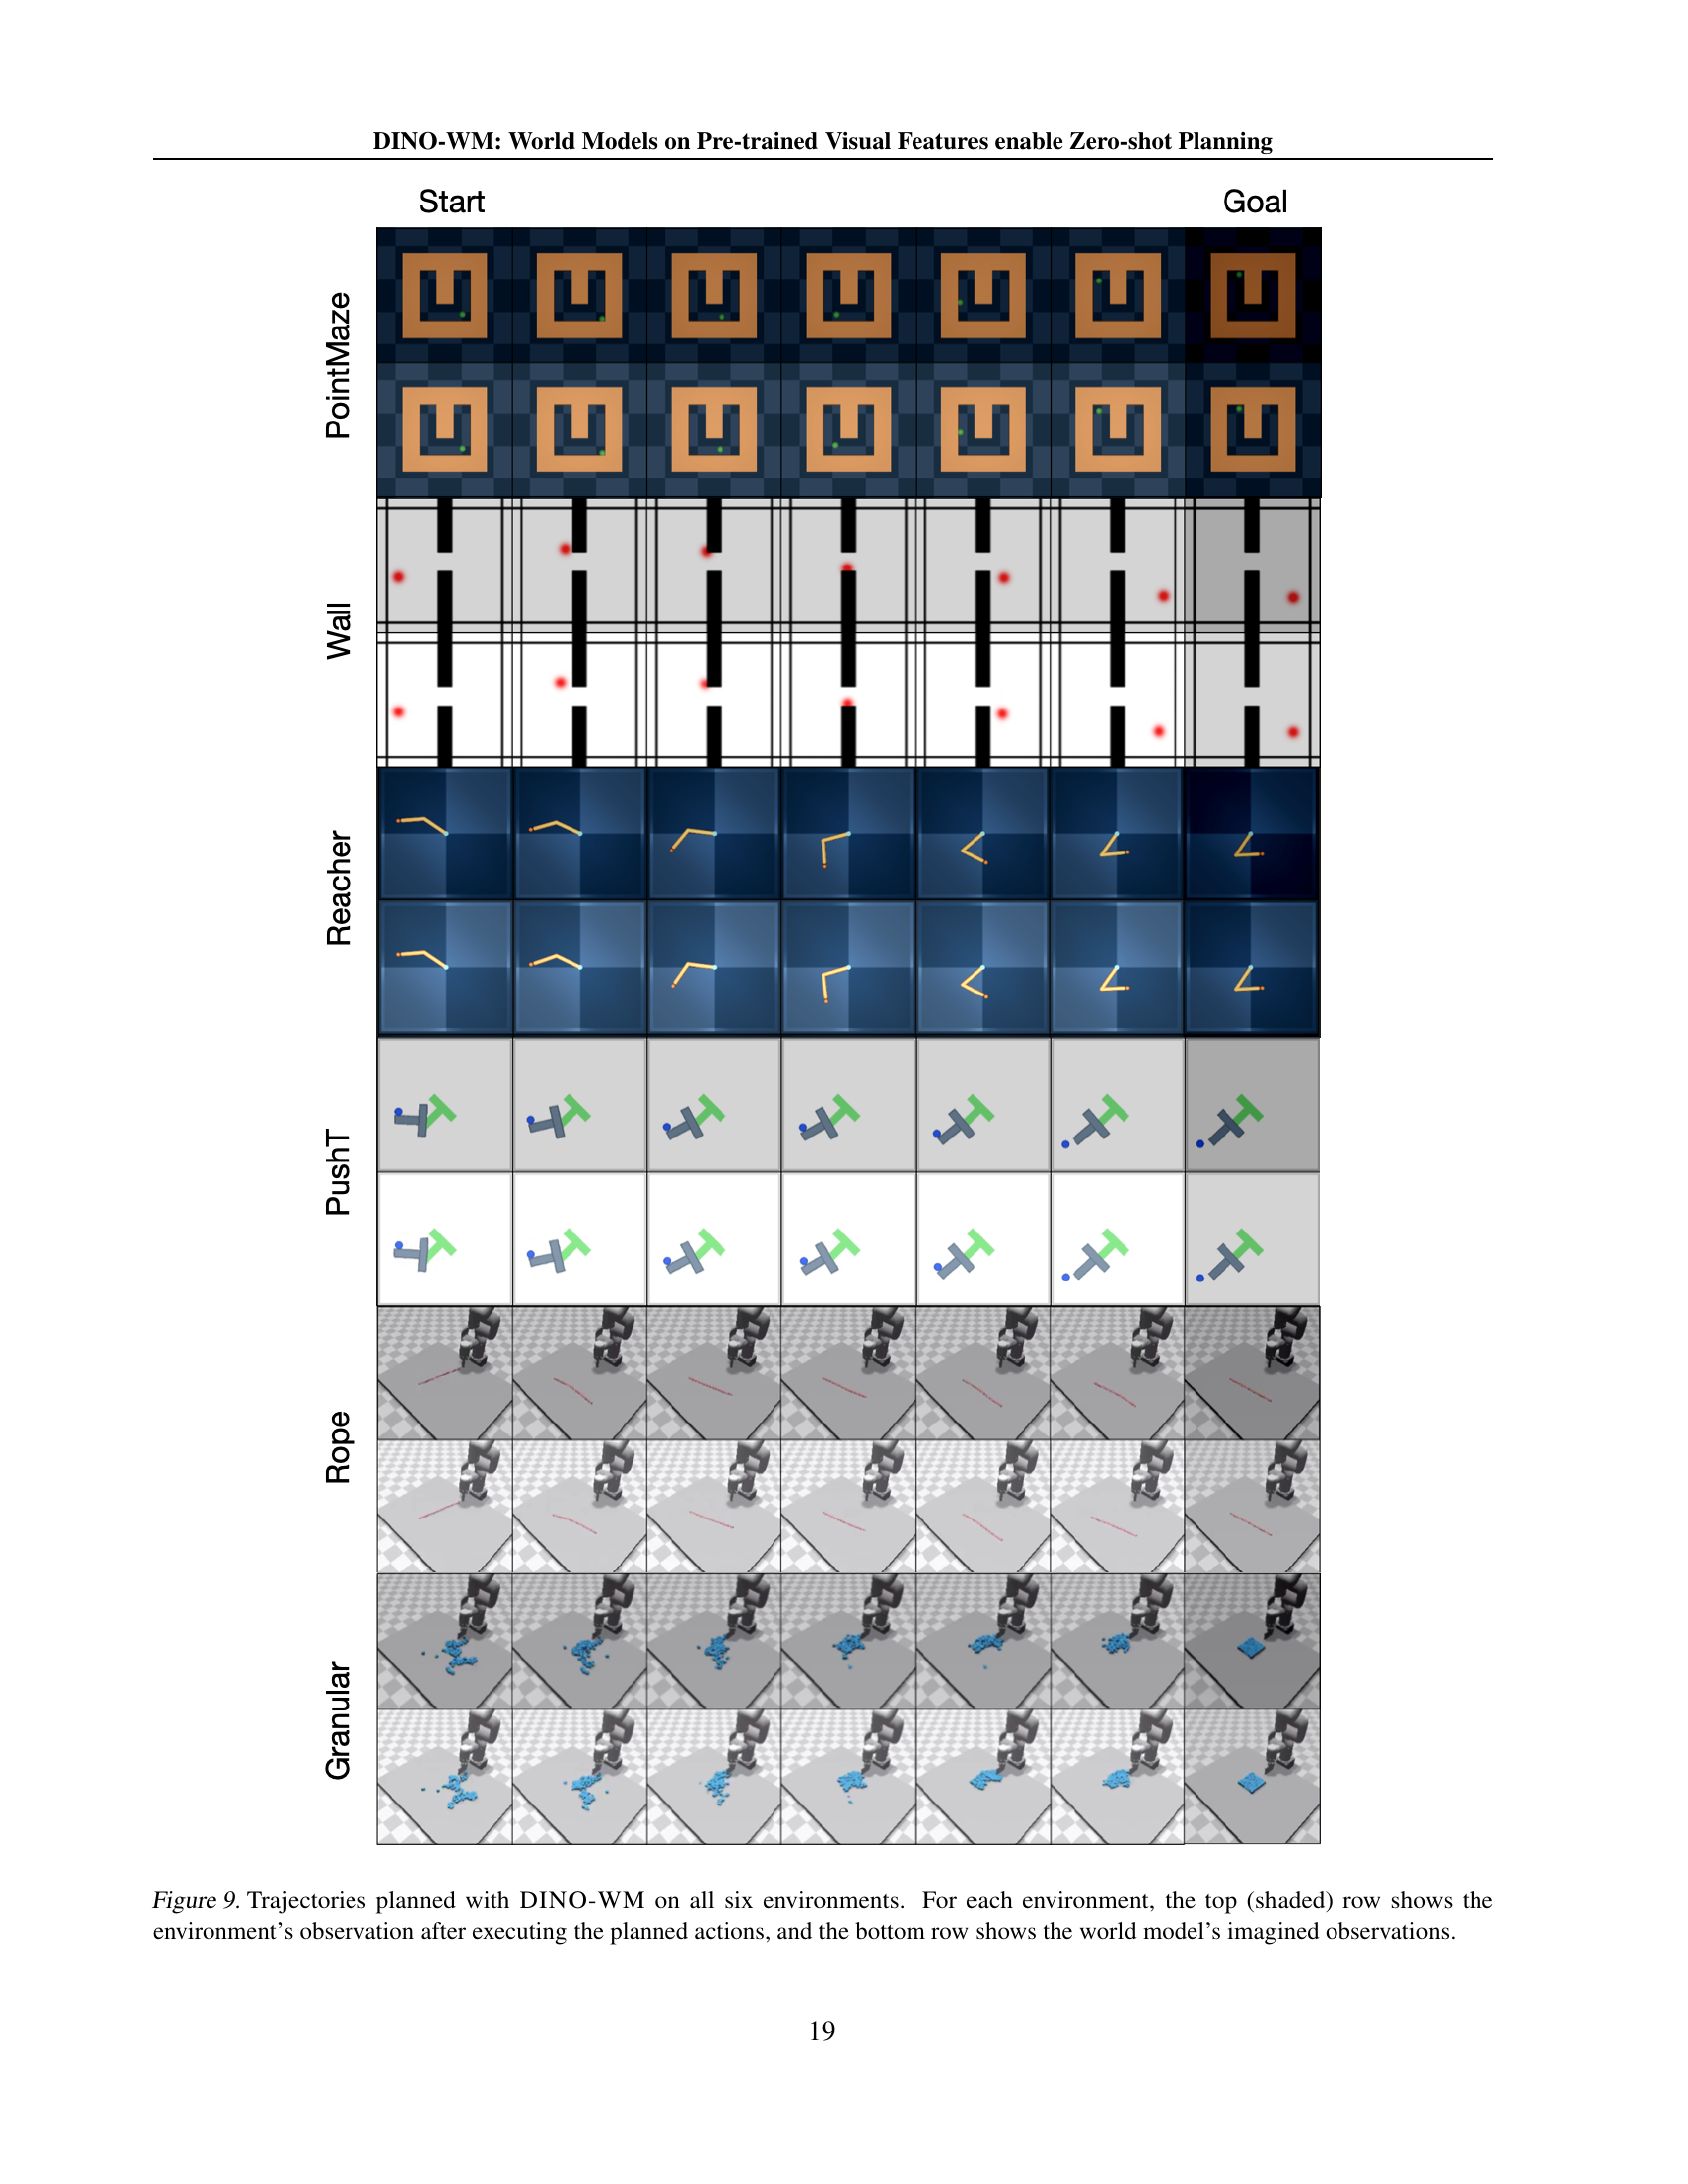 DINO-WM: World Models on Pre-trained Visual Features enable Zero-shot Planning
Start
Goal
PointMaze
Wall
Reacher
PushT
Rope
Granular
Figure 9. Trajectories planned with DINO-WM on all six environments. For each environment, the top (shaded) row shows the
environment's observation after executing the planned actions, and the bottom row shows the world model's imagined observations.
19